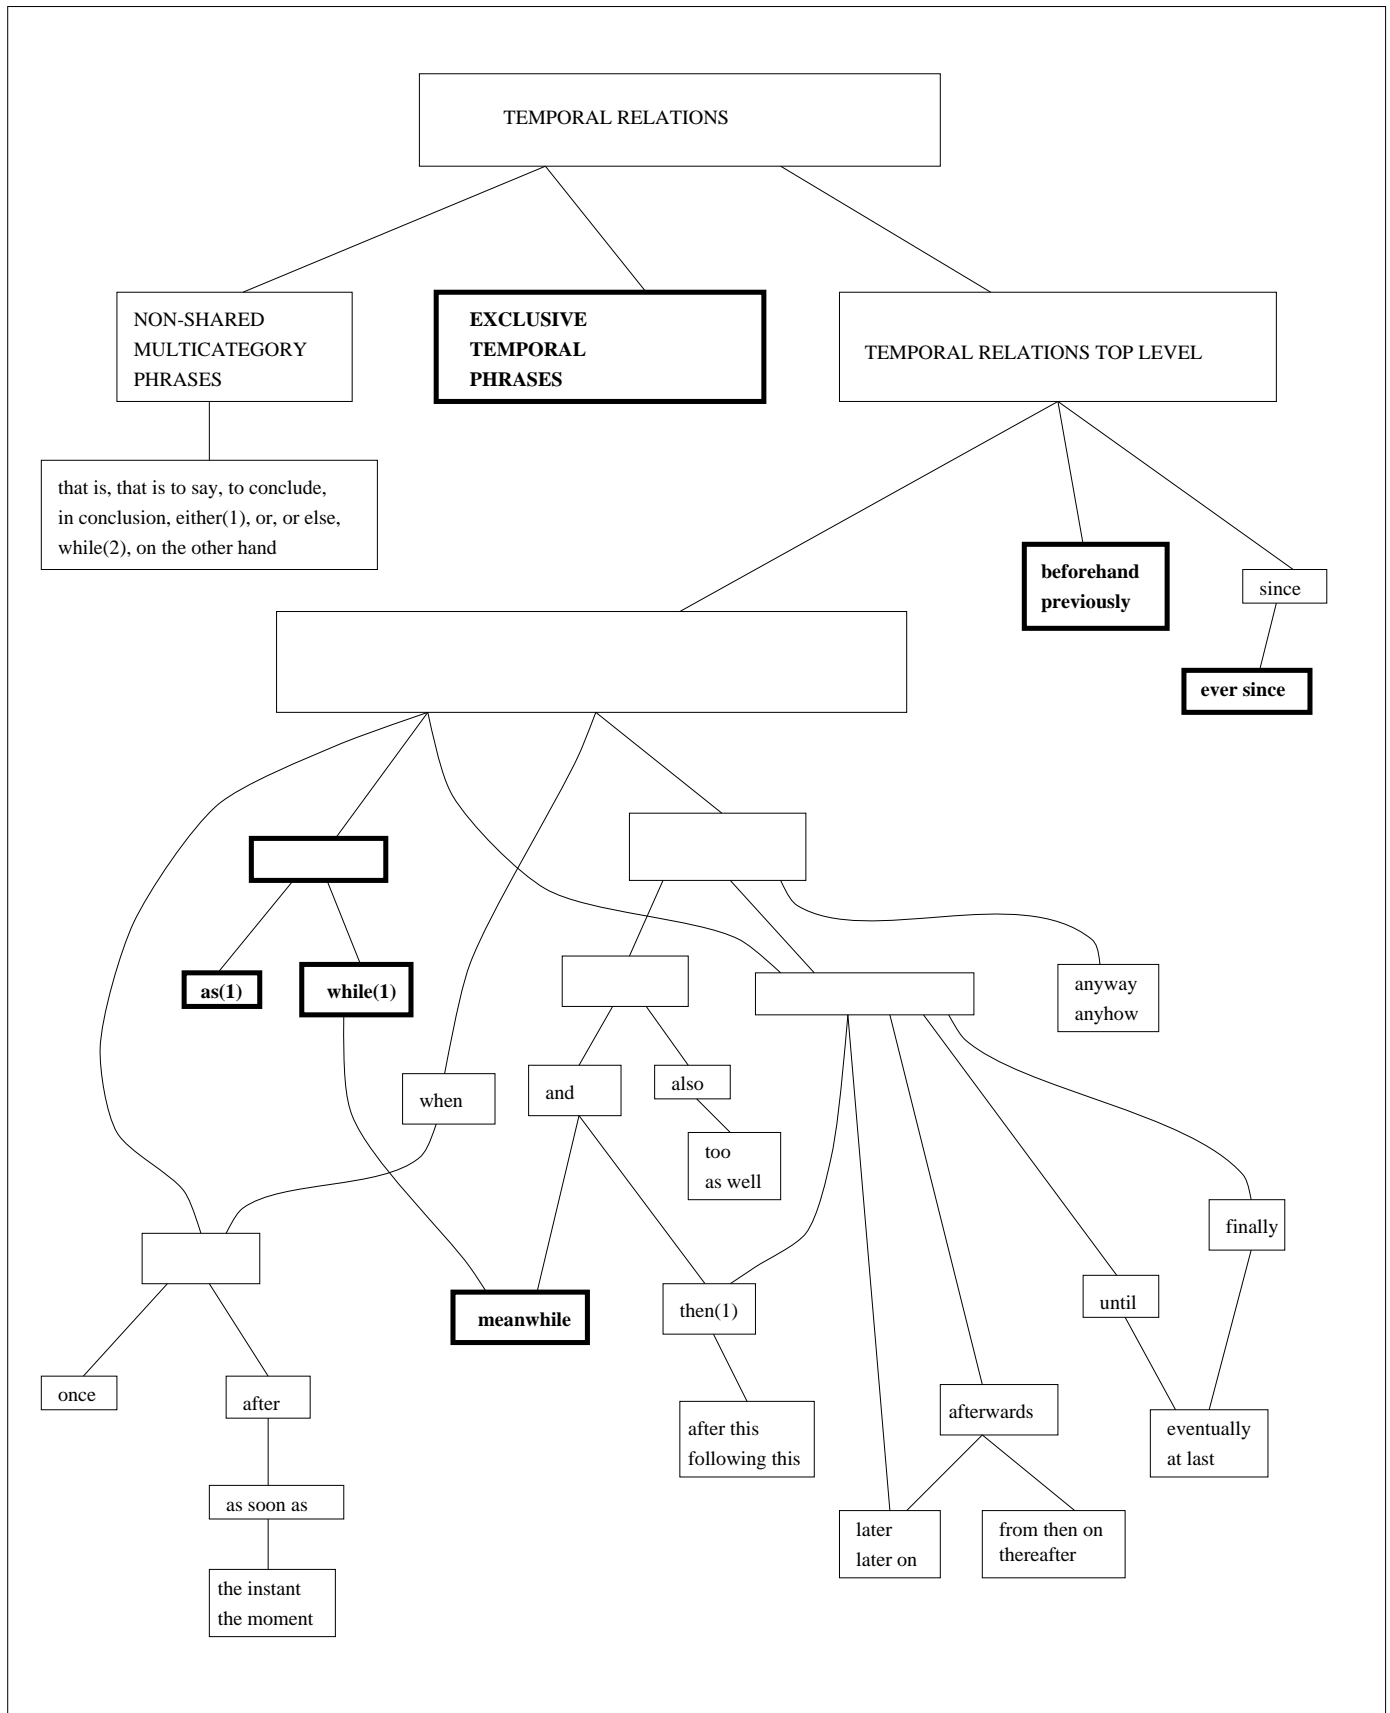 TEMPORAL RELATIONS
NON-SHARED
MULTICATEGORY
PHRASES
EXCLUSIVE
TEMPORAL
PHRASES
TEMPORAL RELATIONS TOP LEVEL
that is, that is to say, to conclude,
in conclusion, either(1), or, or else,
while(2), on the other hand
beforehand
previously
since
ever since
as(1)
while(1)
anyway
anyhow
when
and
also
too
as well
finally
meanwhile
then(1)
until
once
after
after this
following this
afterwards
eventually
at last
as soon as
later
later on
from then on
thereafter
the instant
the moment